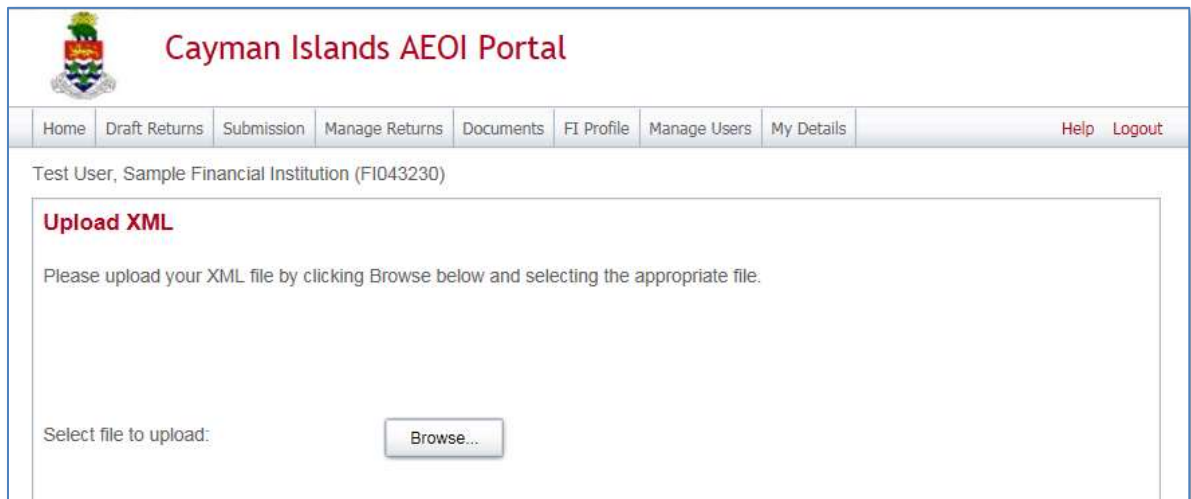 Cayman Islands AEOI Portal
Home Draft Returns Submission Manage Returns Documents FI Profile Manage Users My Details Help Logout
Test User, Sample Financial Institution (FI043230)
Upload XML
Please upload your XML file by clicking Browse below and selecting the appropriate file.
Select file to upload: Browse...